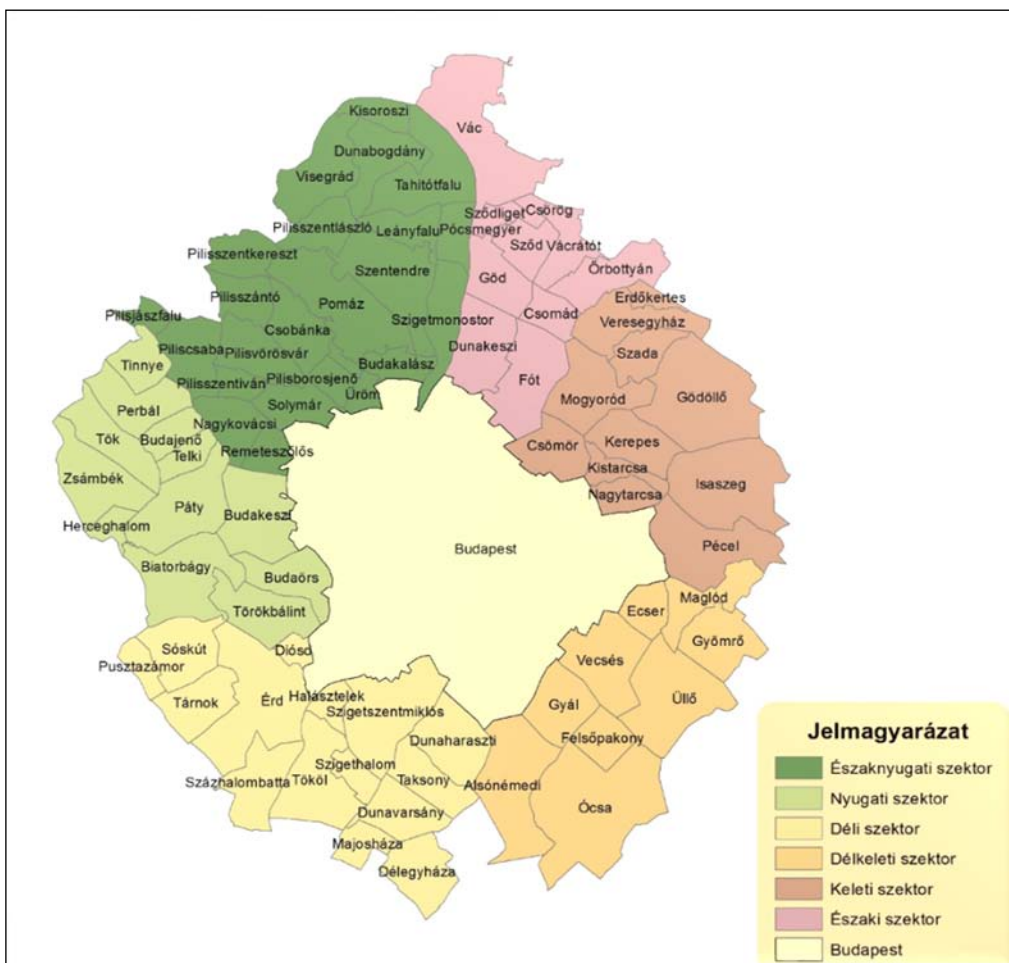 Kisoroszi
Vác
Dunabogdány
Visegrád
Tahitótfalu
Sződliget
Csörög
Pilisszentlászló
Leányfalu
Pócsmegyer
Sződ
Vácrátót
Pilisszentkereszt
Szentendre
Göd
Őrbottyán
Pilisszántó
Pomáz
Erdőkertes
Csomád
Pilisjászfalu
Szigetmonostor
Veresegyház
Csobánka
Dunakeszi
Piliscsaba
Pilisvörösvár
Szada
Tinnye
Budakalász
Pilisszentiván
Pilisborosjenő
Fót
Gödöllő
Üröm
Mogyoród
Solymár
Perbál
Nagykovácsi
Tök
Budajenő
Csömör
Kerepes
Remeteszőlős
Telki
Kistarcsa
Zsámbék
Isaszeg
Nagytarcsa
Páty
Budakeszi
Herceghalom
Pécel
Budapest
Biatorbágy
Budaörs
Maglód
Ecser
Törökbálint
Gyömrő
Sóskút
Diósd
Vecsés
Pusztazámor
Halásztelek
Üllő
Tárnok
Érd
Gyál
Szigetszentmiklós
Dunaharaszti
Felsőpakony
Szigethalom
Százhalombatta
Tököl
Taksony
Alsónémedi
Ócsa
Dunavarsány
Majosháza
Délegyháza
Jelmagyarázat
Északnyugati szektor
Nyugati szektor
Déli szektor
Délkeleti szektor
Keleti szektor
Északi szektor
Budapest